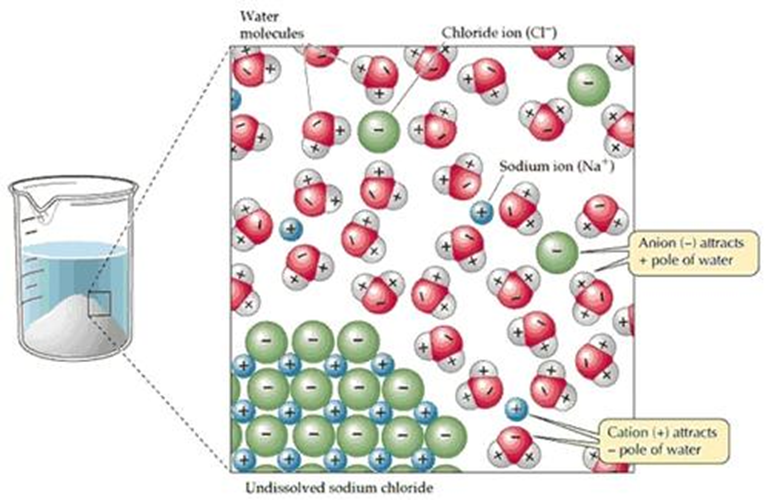 Water
molecules
Chloride ion (Cl⁻)
Sodium ion (Na⁺)
Anion (−) attracts
+ pole of water
Cation (+) attracts
− pole of water
Undissolved sodium chloride